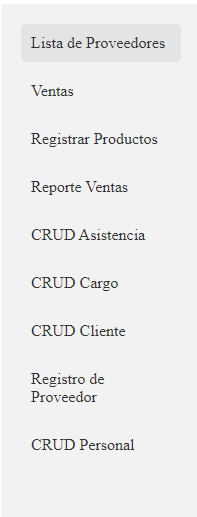 Lista de Proveedores
Ventas
Registrar Productos
Reporte Ventas
CRUD Asistencia
CRUD Cargo
CRUD Cliente
Registro de
Proveedor
CRUD Personal